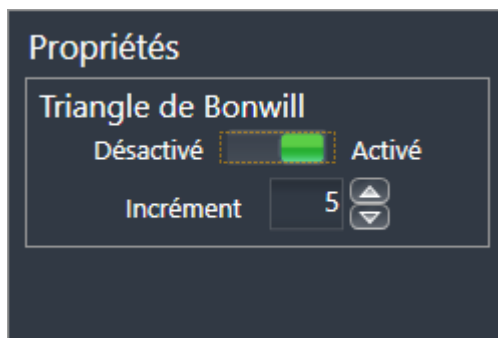 Propriétés
Triangle de Bonwill
Désactivé Activé
Incrément 5